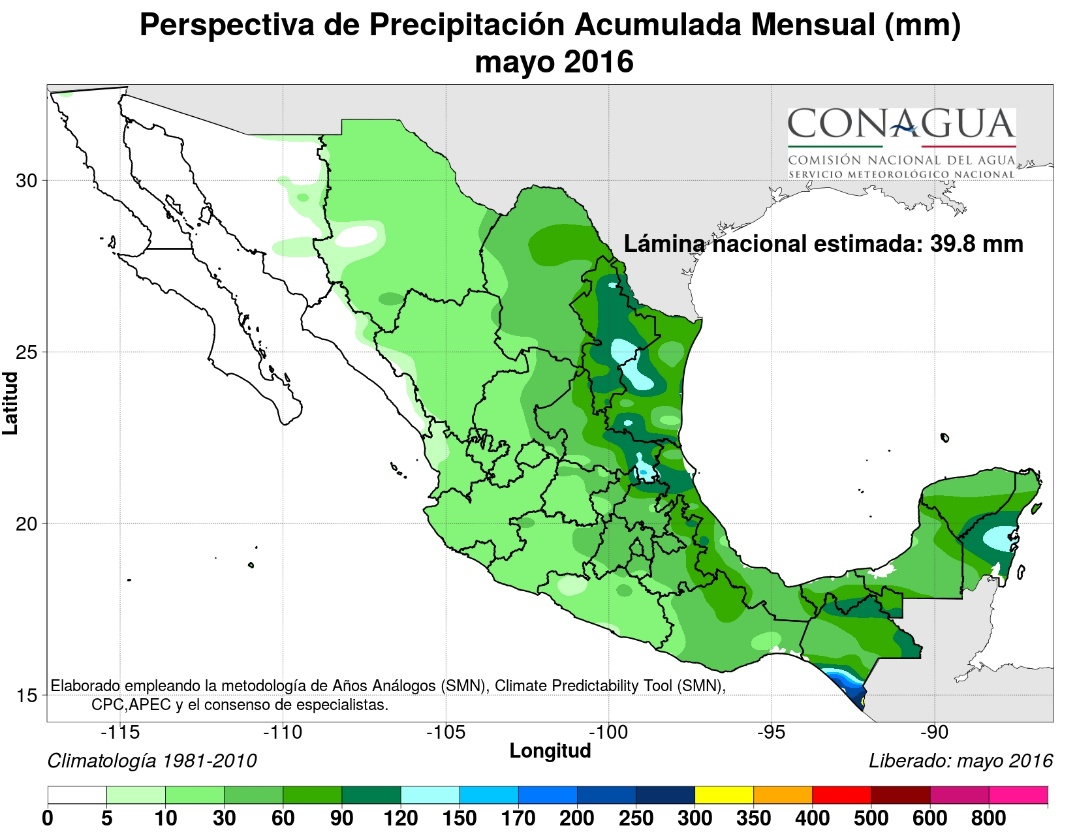 Perspectiva de Precipitación Acumulada Mensual (mm)
mayo 2016
CONAGUA
COMISIÓN NACIONAL DEL AGUA
SERVICIO METEOROLÓGICO NACIONAL
Lámina nacional estimada: 39.8 mm
30
25
20
15
Latitud
Elaborado empleando la metodología de Años Análogos (SMN), Climate Predictability Tool (SMN),
CPC,APEC y el consenso de especialistas.
-115 -110 -105 -100 -95 -90
Longitud
Climatología 1981-2010
Liberado: mayo 2016
0 5 10 30 60 90 120 150 170 200 250 300 350 400 500 600 800